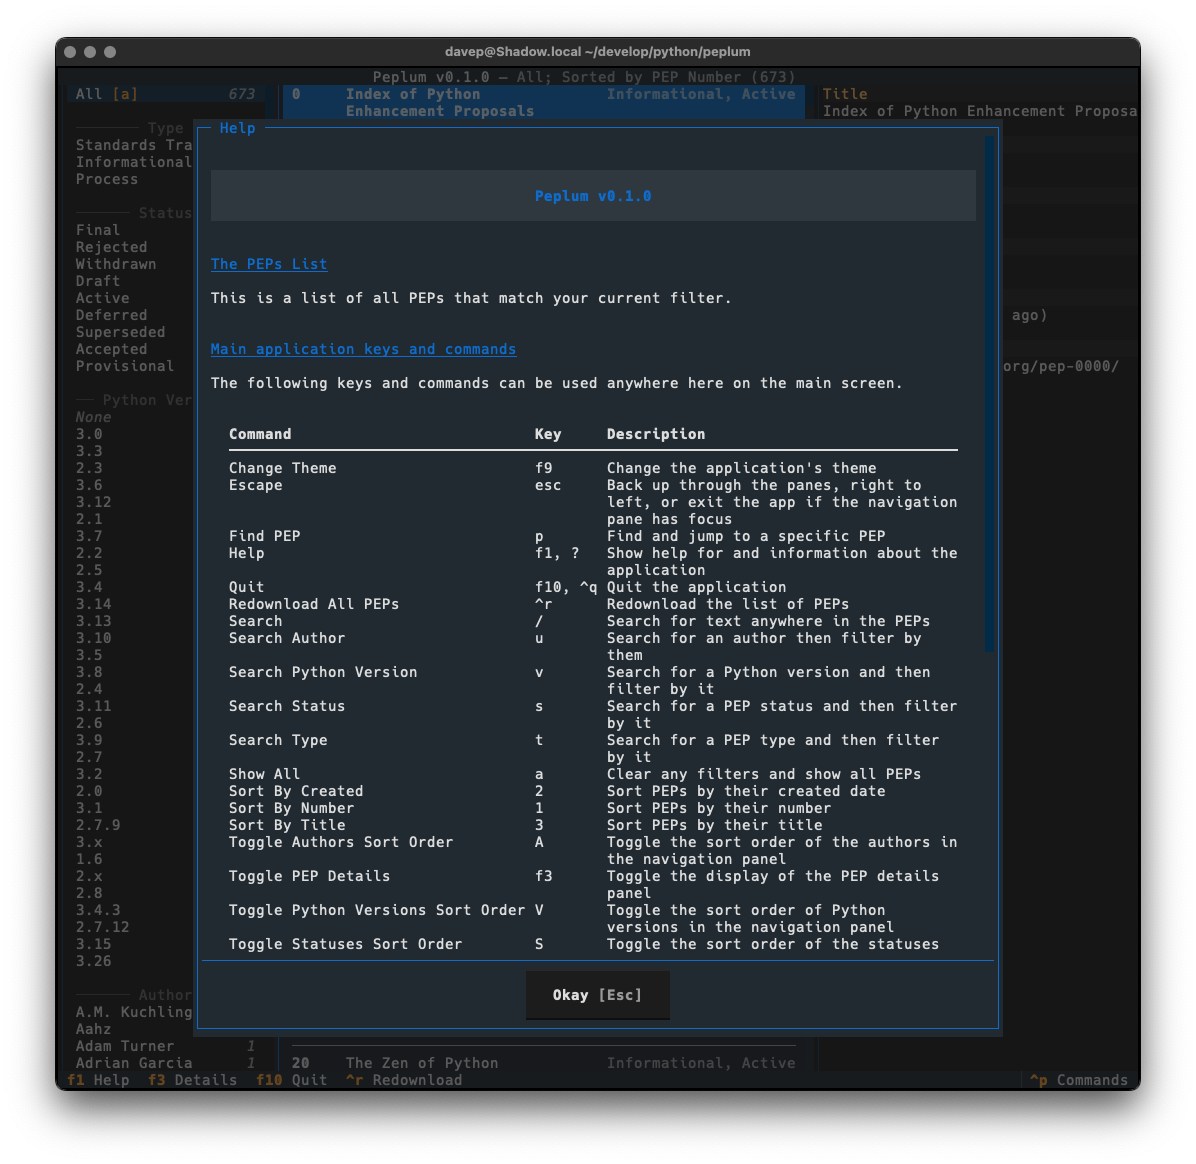 davep@Shadow.local ~/develop/python/peplum
Peplum v0.1.0 — All; Sorted by PEP Number (673)
All [a] 673
Type
Standards Tra
Informational
Process
Status
Final
Rejected
Withdrawn
Draft
Active
Deferred
Superseded
Accepted
Provisional
Python Ver
None
3.0
3.3
2.3
3.6
3.12
2.1
3.7
2.2
2.5
3.4
3.14
3.13
3.10
3.5
3.8
2.4
3.11
2.6
3.9
2.7
3.2
2.0
3.1
2.7.9
3.x
1.6
2.x
2.8
3.4.3
2.7.12
3.15
3.26
Author
A.M. Kuchling
Aahz
Adam Turner 1
Adrian Garcia 1
0 Index of Python Informational, Active
Enhancement Proposals
Title
Index of Python Enhancement Proposa
ago)
org/pep-0000/
Help
Peplum v0.1.0
The PEPs List
This is a list of all PEPs that match your current filter.
Main application keys and commands
The following keys and commands can be used anywhere here on the main screen.
Command Key Description
Change Theme f9 Change the application's theme
Escape esc Back up through the panes, right to
left, or exit the app if the navigation
pane has focus
Find PEP p Find and jump to a specific PEP
Help f1, ? Show help for and information about the
application
Quit f10, ^q Quit the application
Redownload All PEPs ^r Redownload the list of PEPs
Search / Search for text anywhere in the PEPs
Search Author u Search for an author then filter by
them
Search Python Version v Search for a Python version and then
filter by it
Search Status s Search for a PEP status and then filter
by it
Search Type t Search for a PEP type and then filter
by it
Show All a Clear any filters and show all PEPs
Sort By Created 2 Sort PEPs by their created date
Sort By Number 1 Sort PEPs by their number
Sort By Title 3 Sort PEPs by their title
Toggle Authors Sort Order A Toggle the sort order of the authors in
the navigation panel
Toggle PEP Details f3 Toggle the display of the PEP details
panel
Toggle Python Versions Sort Order V Toggle the sort order of Python
versions in the navigation panel
Toggle Statuses Sort Order S Toggle the sort order of the statuses
Okay [Esc]
20 The Zen of Python Informational, Active
f1 Help f3 Details f10 Quit ^r Redownload ^p Commands